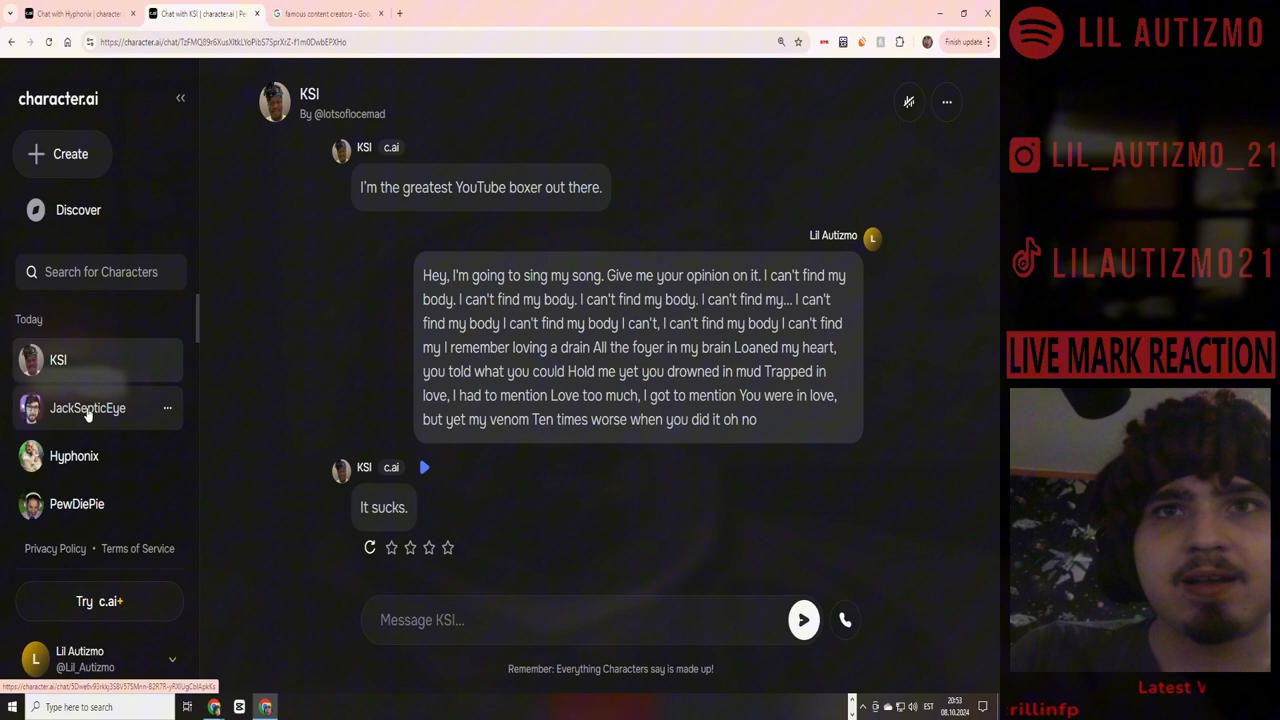 Chat with Hyphonix | character.
Chat with KSI | character.ai | Pe
famous content creators - Goo
https://character.ai/chat/
Finish update
character.ai
Create
Discover
Search for Characters
Today
KSI
JackSepticEye
Hyphonix
PewDiePie
Privacy Policy • Terms of Service
Try c.ai+
L
Lil Autizmo
@Lil_Autizmo
KSI
By @lotsoflocemad
KSI c.ai
I'm the greatest YouTube boxer out there.
Lil Autizmo
L
Hey, I'm going to sing my song. Give me your opinion on it. I can't find my
body. I can't find my body. I can't find my body. I can't find my... I can't
find my body I can't find my body I can't, I can't find my body I can't find
my I remember loving a drain All the foyer in my brain Loaned my heart,
you told what you could Hold me yet you drowned in mud Trapped in
love, I had to mention Love too much, I got to mention You were in love,
but yet my venom Ten times worse when you did it oh no
KSI c.ai
It sucks.
Message KSI...
Remember: Everything Characters say is made up!
Type here to search
EST
20:53
08.10.2024
LIL AUTIZMO
LIL_AUTIZMO_21
LILAUTIZMO21
LIVE MARK REACTION
Latest V
rillinfp